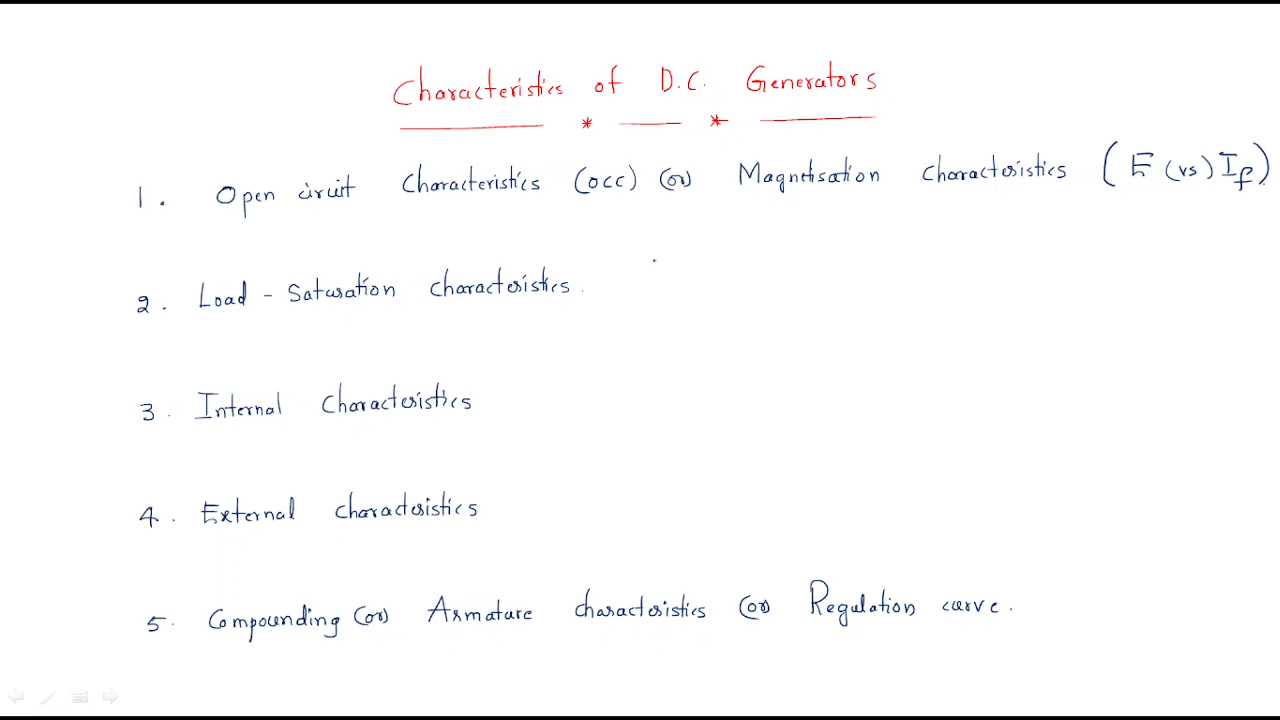 Characteristics of D.C. Generators
1. Open circuit characteristics (OCC) (or) Magnetisation characteristics (E (vs) If)
2. Load - Saturation characteristics.
3. Internal characteristics
4. External characteristics
5. Compounding (or) Armature characteristics (or) Regulation curve.